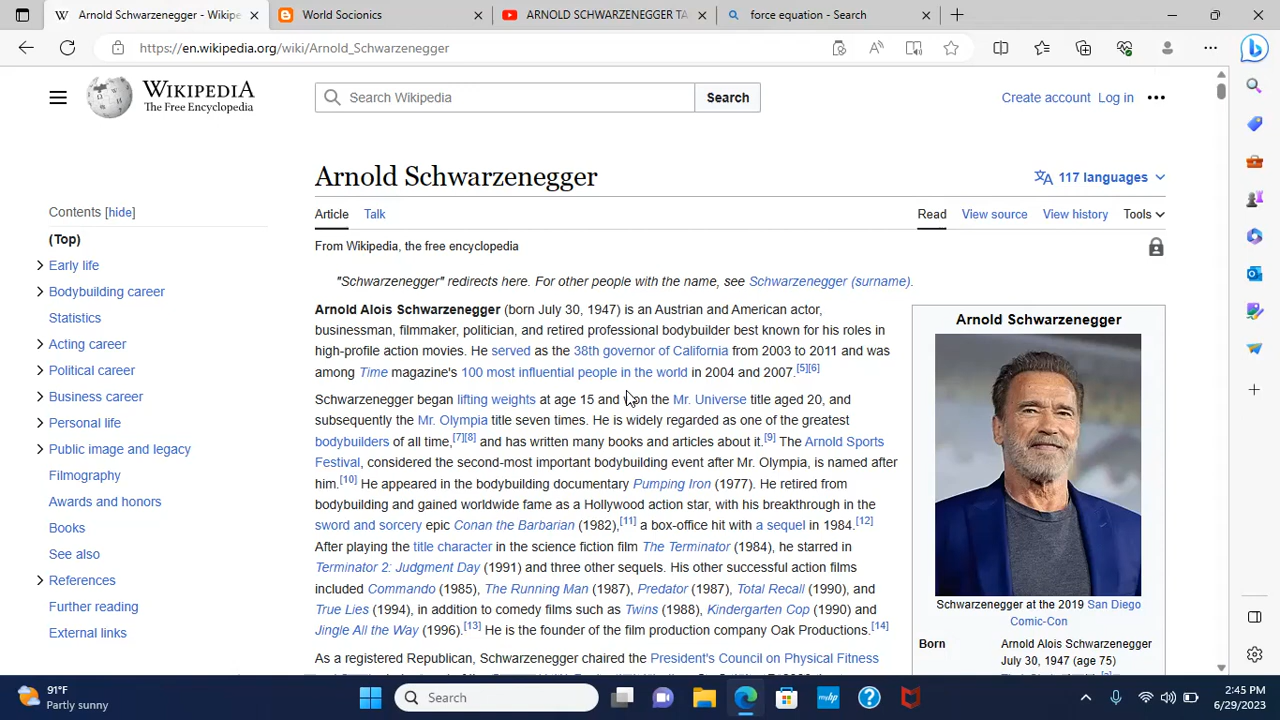 Arnold Schwarzenegger - Wikipe
World Socionics
ARNOLD SCHWARZENEGGER TA
force equation - Search
https://en.wikipedia.org/wiki/Arnold_Schwarzenegger
WIKIPEDIA
The Free Encyclopedia
Search Wikipedia
Search
Create account Log in
Arnold Schwarzenegger
117 languages
Article Talk
Read View source View history Tools
From Wikipedia, the free encyclopedia
Contents [hide]
(Top)
Early life
Bodybuilding career
Statistics
Acting career
Political career
Business career
Personal life
Public image and legacy
Filmography
Awards and honors
Books
See also
References
Further reading
External links
"Schwarzenegger" redirects here. For other people with the name, see Schwarzenegger (surname).
Arnold Alois Schwarzenegger (born July 30, 1947) is an Austrian and American actor,
businessman, filmmaker, politician, and retired professional bodybuilder best known for his roles in
high-profile action movies. He served as the 38th governor of California from 2003 to 2011 and was
among Time magazine's 100 most influential people in the world in 2004 and 2007.[5][6]
Schwarzenegger began lifting weights at age 15 and won the Mr. Universe title aged 20, and
subsequently the Mr. Olympia title seven times. He is widely regarded as one of the greatest
bodybuilders of all time,[7][8] and has written many books and articles about it.[9] The Arnold Sports
Festival, considered the second-most important bodybuilding event after Mr. Olympia, is named after
him.[10] He appeared in the bodybuilding documentary Pumping Iron (1977). He retired from
bodybuilding and gained worldwide fame as a Hollywood action star, with his breakthrough in the
sword and sorcery epic Conan the Barbarian (1982),[11] a box-office hit with a sequel in 1984.[12]
After playing the title character in the science fiction film The Terminator (1984), he starred in
Terminator 2: Judgment Day (1991) and three other sequels. His other successful action films
included Commando (1985), The Running Man (1987), Predator (1987), Total Recall (1990), and
True Lies (1994), in addition to comedy films such as Twins (1988), Kindergarten Cop (1990) and
Jingle All the Way (1996).[13] He is the founder of the film production company Oak Productions.[14]
As a registered Republican, Schwarzenegger chaired the President's Council on Physical Fitness
Arnold Schwarzenegger
Schwarzenegger at the 2019 San Diego
Comic-Con
Born Arnold Alois Schwarzenegger
July 30, 1947 (age 75)
91°F
Partly sunny
Search
2:45 PM
6/29/2023